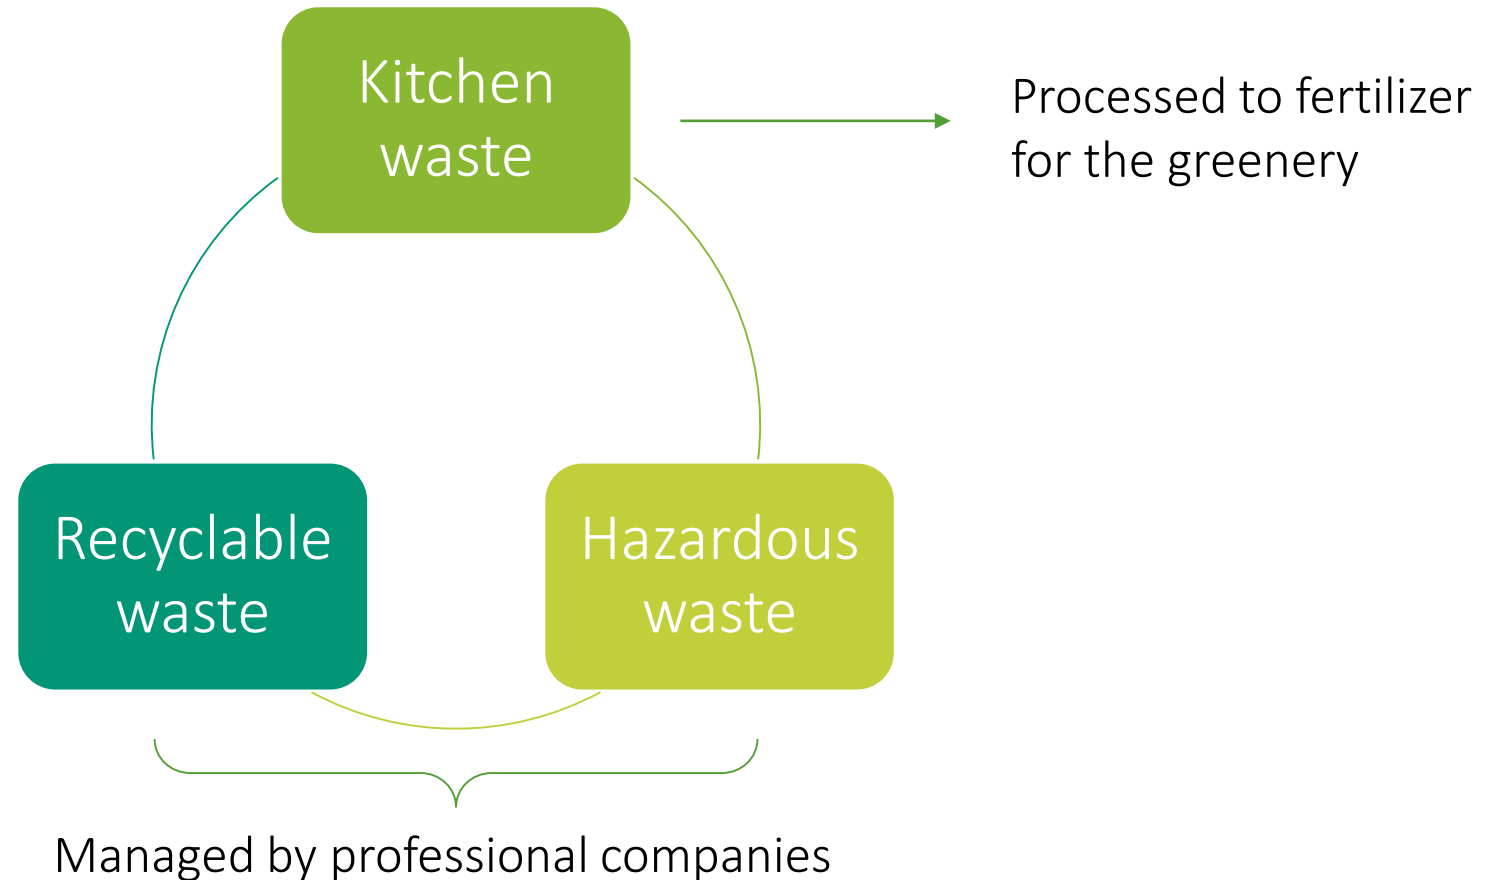 Kitchen
waste
Processed to fertilizer
for the greenery
Recyclable
waste
Hazardous
waste
Managed by professional companies